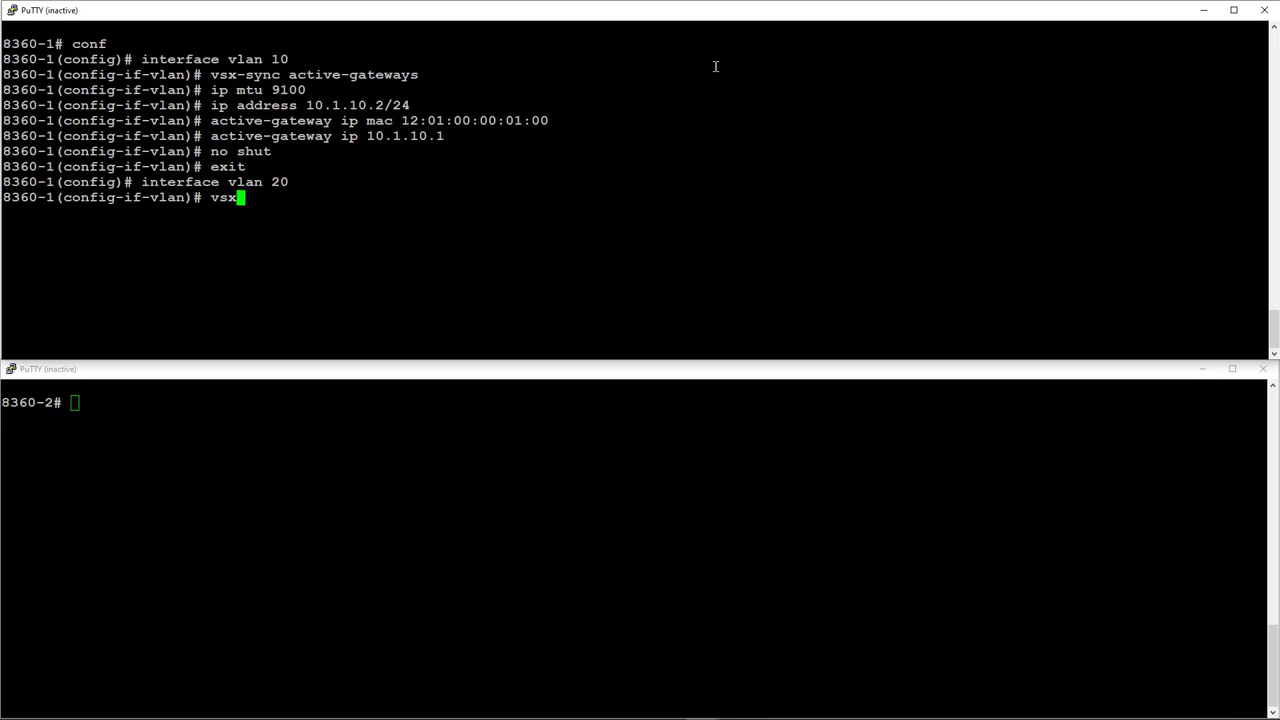 PuTTY (inactive)
8360-1# conf
8360-1(config)# interface vlan 10
8360-1(config-if-vlan)# vsx-sync active-gateways
8360-1(config-if-vlan)# ip mtu 9100
8360-1(config-if-vlan)# ip address 10.1.10.2/24
8360-1(config-if-vlan)# active-gateway ip mac 12:01:00:00:01:00
8360-1(config-if-vlan)# active-gateway ip 10.1.10.1
8360-1(config-if-vlan)# no shut
8360-1(config-if-vlan)# exit
8360-1(config)# interface vlan 20
8360-1(config-if-vlan)# vsx
PuTTY (inactive)
8360-2#